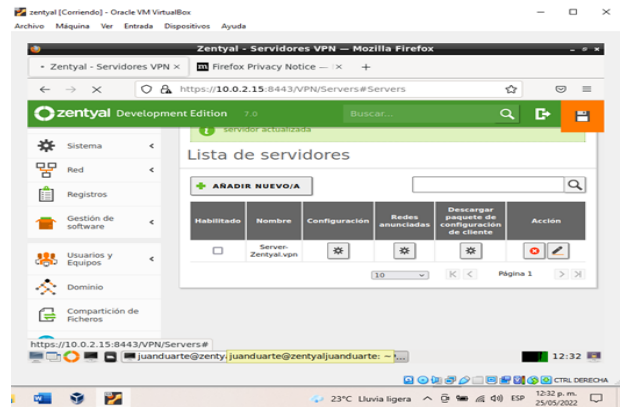 zentyal [Corriendo] - Oracle VM VirtualBox
Archivo Máquina Ver Entrada Dispositivos Ayuda
Zentyal - Servidores VPN — Mozilla Firefox
Zentyal - Servidores VPN ×
Firefox Privacy Notice — ×
+
https://10.0.2.15:8443/VPN/Servers#Servers
zentyal Development Edition 7.0
Buscar...
servidor actualizada
Sistema
Red
Registros
Gestión de
software
Usuarios y
Equipos
Dominio
Compartición de
Ficheros
Lista de servidores
+ AÑADIR NUEVO/A
Habilitado Nombre Configuración Redes anunciadas Descargar paquete de configuración de cliente Acción
Server-
Zentyal.vpn
10
Página 1
https://10.0.2.15:8443/VPN/Servers#
juanduarte@zenty
juanduarte@zentyaljuanduarte: ~
...
12:32
CTRL DERECHA
23°C Lluvia ligera
ESP
12:32 p. m.
25/05/2022